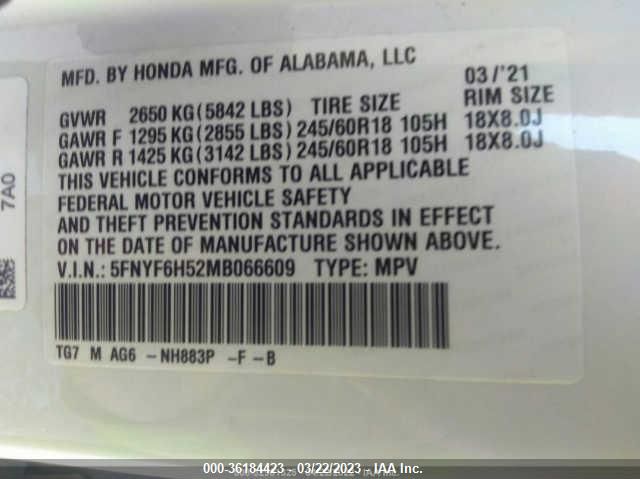 MFD. BY HONDA MFG. OF ALABAMA, LLC 03/'21
GVWR 2650 KG(5842 LBS) TIRE SIZE RIM SIZE
GAWR F 1295 KG(2855 LBS) 245/60R18 105H 18X8.0J
GAWR R 1425 KG(3142 LBS) 245/60R18 105H 18X8.0J
THIS VEHICLE CONFORMS TO ALL APPLICABLE
FEDERAL MOTOR VEHICLE SAFETY
AND THEFT PREVENTION STANDARDS IN EFFECT
ON THE DATE OF MANUFACTURE SHOWN ABOVE.
V.I.N.: 5FNYF6H52MB066609 TYPE: MPV
TG7 M AG6 -NH883P -F -B
7A0
000-36184423 - 03/22/2023 - IAA Inc.